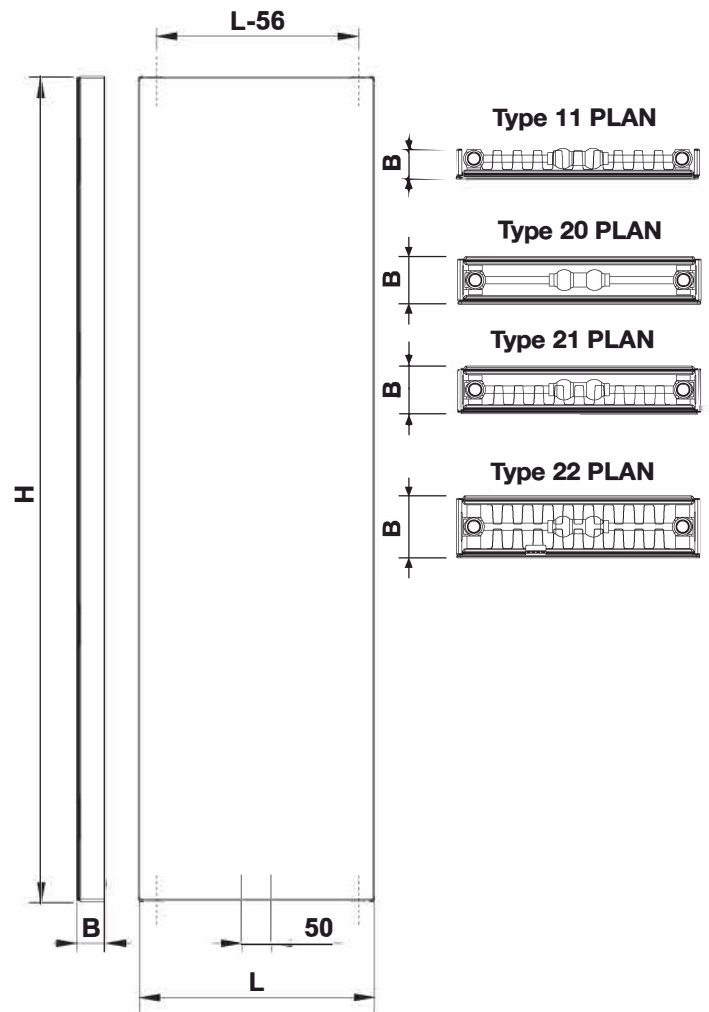 L-56
Type 11 PLAN
B
Type 20 PLAN
B
Type 21 PLAN
B
Type 22 PLAN
B
H
B
50
L